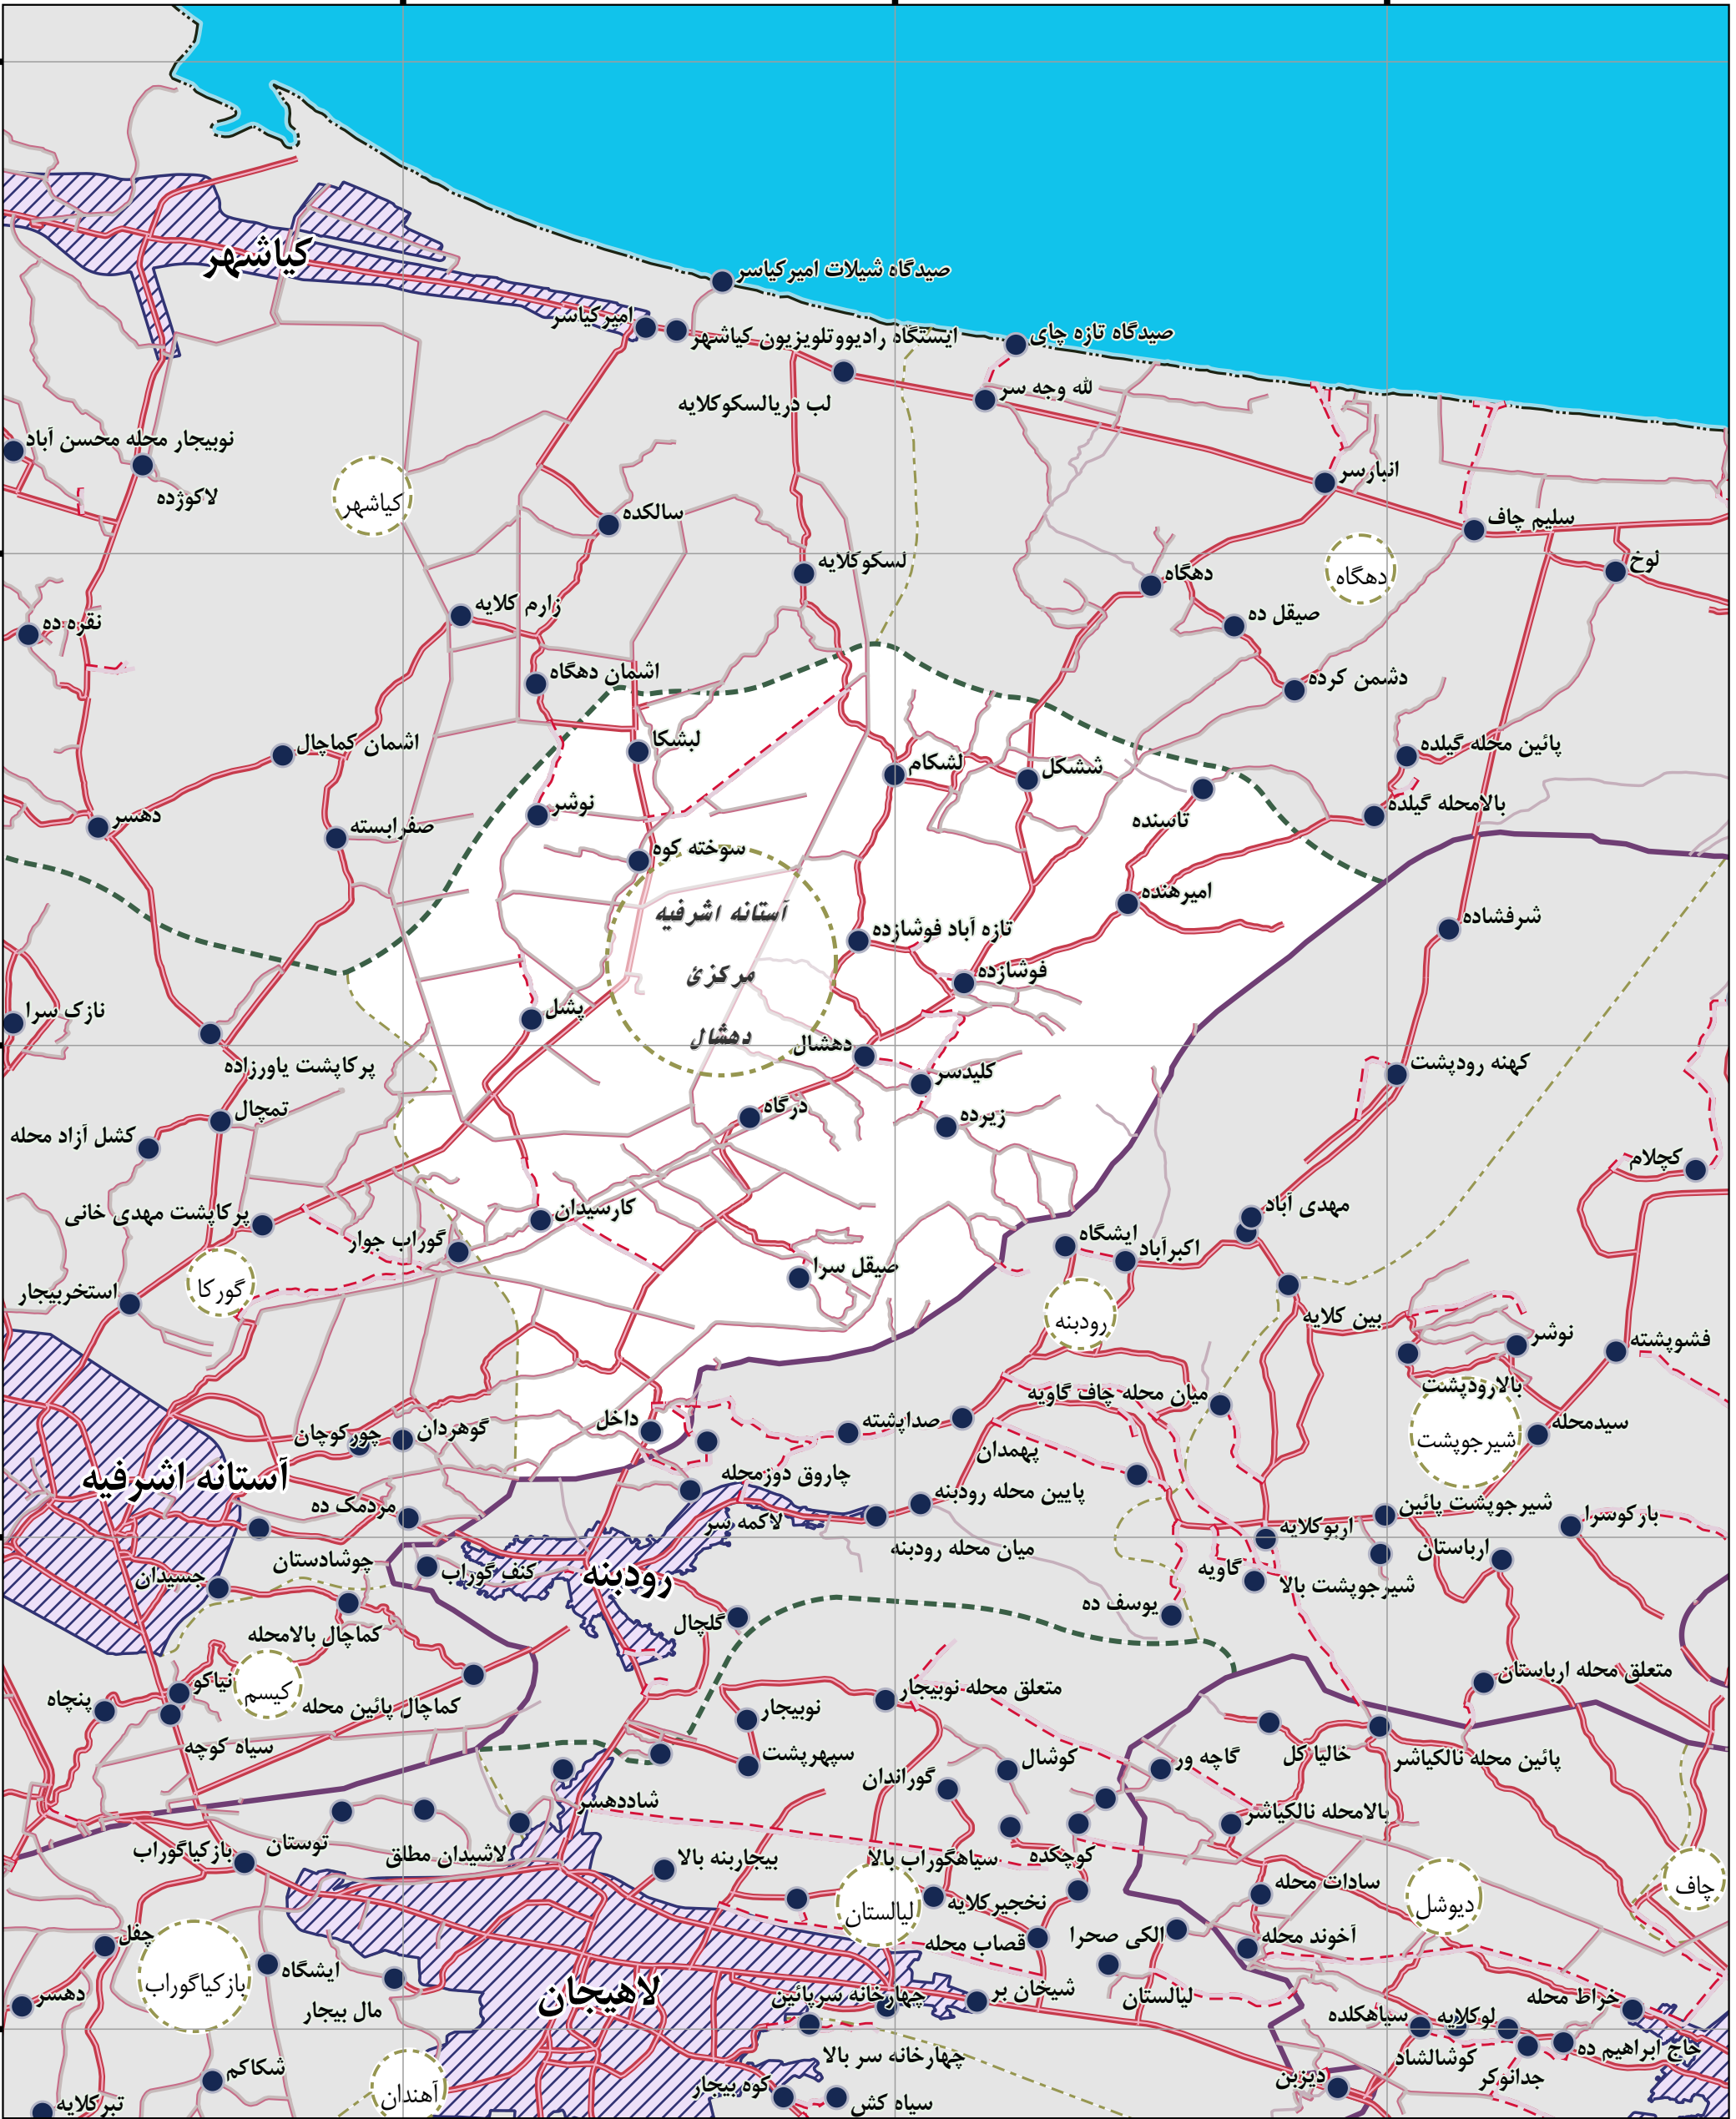 کیاشهر
صیدگاه شیلات امیرکیاسر
امیرکیاسر
ایستگاه رادیووتلویزیون کیاشهر
صیدگاه تازه چای
لله وجه سر
لب دریالسکوکلایه
نوبیجار محله محسن آباد
لاکوژده
کیاشهر
انبارسر
سالکده
سلیم چاف
لسکوکلایه
دهگاه
دهگاه
لوخ
زارم کلایه
صیقل ده
نقره ده
اشمان دهگاه
دشمن کرده
اشمان کماچال
لبشکا
لشکام
ششکل
پائین محله گیلده
نوشر
بالامحله گیلده
تاسنده
دهسر
صفرابسته
سوخته کوه
امیرهنده
آستانه اشرفیه
مرکزئ
دهشال
تازه آباد فوشازده
شرفشاده
فوشازده
نازک سرا
پشل
دهشال
پرکاپشت یاورزاده
کلیدسر
کهنه رودپشت
تمچال
درگاه
زیرده
کشل آزاد محله
کچلام
پرکاپشت مهدی خانی
کارسیدان
مهدی آباد
گوراب جوار
ایشگاه
اکبرآباد
صیقل سرا
گورکا
استخربیجار
رودبنه
بین کلایه
نوشر
فشوپشته
بالارودپشت
میان محله چاف گاویه
داخل
صداپشته
سیدمحله
شیرجوپشت
چورکوچان
گوهردان
پهمدان
آستانه اشرفیه
چاروق دوزمحله
پایین محله رودبنه
مردمک ده
لاکمه سر
شیرجوپشت پائین
بارکوسرا
اربوکلایه
میان محله رودبنه
ارباستان
چوشادستان
کنف گوراب
رودبنه
گاویه
شیرجوپشت بالا
جسیدان
یوسف ده
گلچال
کماچال بالامحله
نیاکو
کیسم
متعلق محله ارباستان
پنچاه
کماچال پائین محله
نوبیجار
متعلق محله نوبیجار
سیاه کوچه
سپهرپشت
کوشال
گاچه ور
خالیا کل
پائین محله نالکیاشر
گوراندان
شاددهسر
بالامحله نالکیاشر
توستان
بازکیاگوراب
لاشیدان مطلق
بیجاربنه بالا
سیاهگوراب بالا
کوچکده
سادات محله
چاف
نخجیرکلایه
لیالستان
دیوشل
چفل
قصاب محله
الکی صحرا
آخوند محله
بازکیاگوراب
ایشگاه
لاهیجان
دهسر
مال بیجار
چهارخانه سرپائین
شیخان بر
لیالستان
خراط محله
سیاهکلده
لوکلایه
حاج ابراهیم ده
چهارخانه سر بالا
کوشالشاد
شکاکم
آهندان
کوه بیجار
دیزبن
جدانوکر
سیاه کش
تبرکلایه